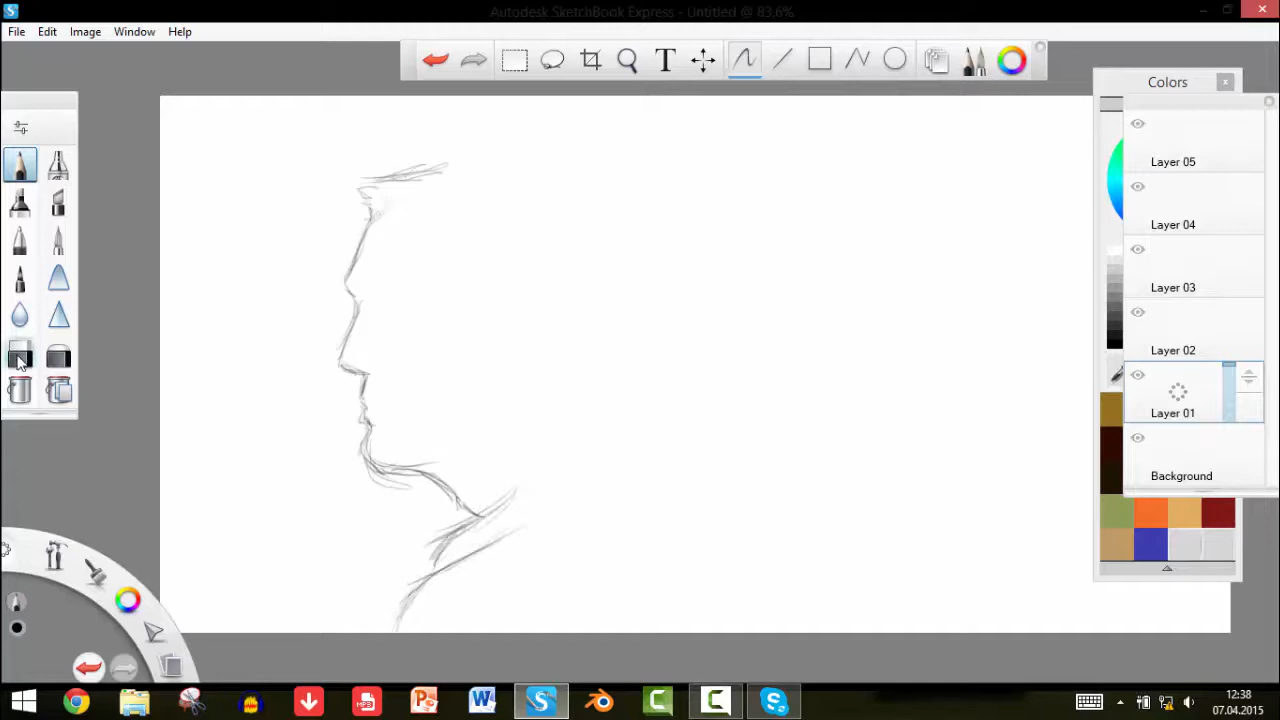 Autodesk SketchBook Express - Untitled @ 83,6%
File Edit Image Window Help
T
Colors
Layer 05
Layer 04
Layer 03
Layer 02
Layer 01
Background
MP3
12:38
07.04.2015